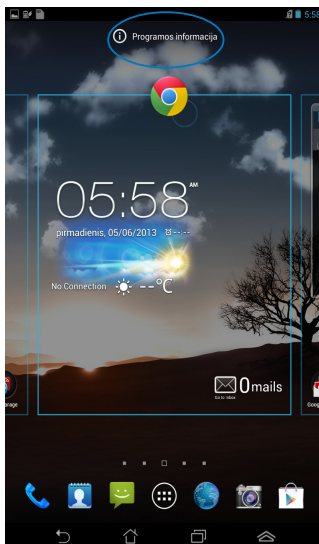 5:58
Programos informacija
05:58 AM
pirmadienis, 05/06/2013 -- --
No Connection --°C
0mails
Go to Inbox